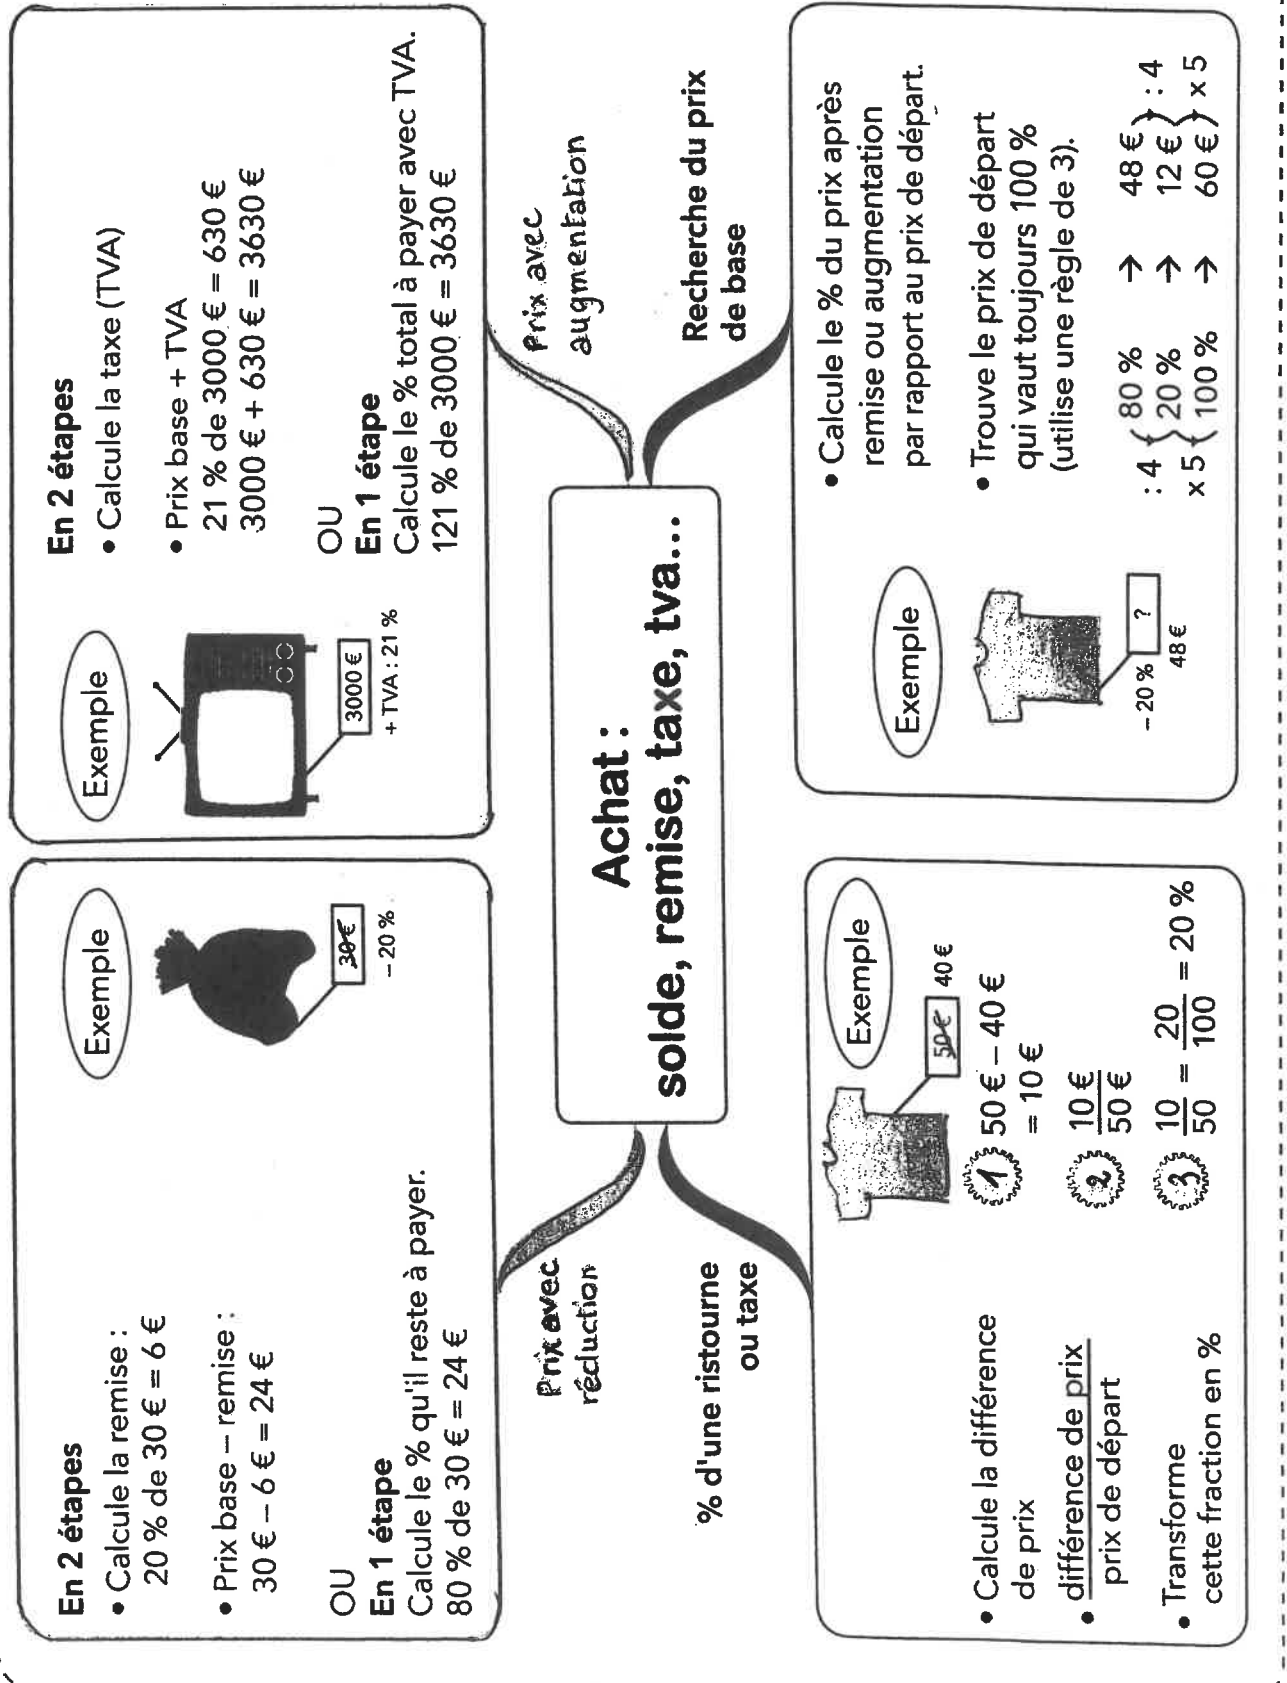 En 2 étapes
• Calcule la remise :
20 % de 30 € = 6 €
• Prix base – remise :
30 € – 6 € = 24 €
OU
En 1 étape
Calcule le % qu'il reste à payer.
80 % de 30 € = 24 €
Exemple
30 €
– 20 %
En 2 étapes
• Calcule la taxe (TVA)
• Prix base + TVA
21 % de 3000 € = 630 €
3000 € + 630 € = 3630 €
OU
En 1 étape
Calcule le % total à payer avec TVA.
121 % de 3000 € = 3630 €
Exemple
3000 €
+ TVA : 21 %
Prix avec
réduction
Prix avec
augmentation
Achat :
solde, remise, taxe, tva...
% d'une ristourne
ou taxe
Recherche du prix
de base
• Calcule la différence
de prix
• différence de prix
prix de départ
• Transforme
cette fraction en %
Exemple
50 €
40 €
1 50 € – 40 €
= 10 €
2 10 €
50 €
3 10/50 = 20/100 = 20 %
Exemple
– 20 %
?
48 €
• Calcule le % du prix après
remise ou augmentation
par rapport au prix de départ.
• Trouve le prix de départ
qui vaut toujours 100 %
(utilise une règle de 3).
: 4 80 % → 48 € : 4
20 % → 12 €
x 5 100 % → 60 € x 5